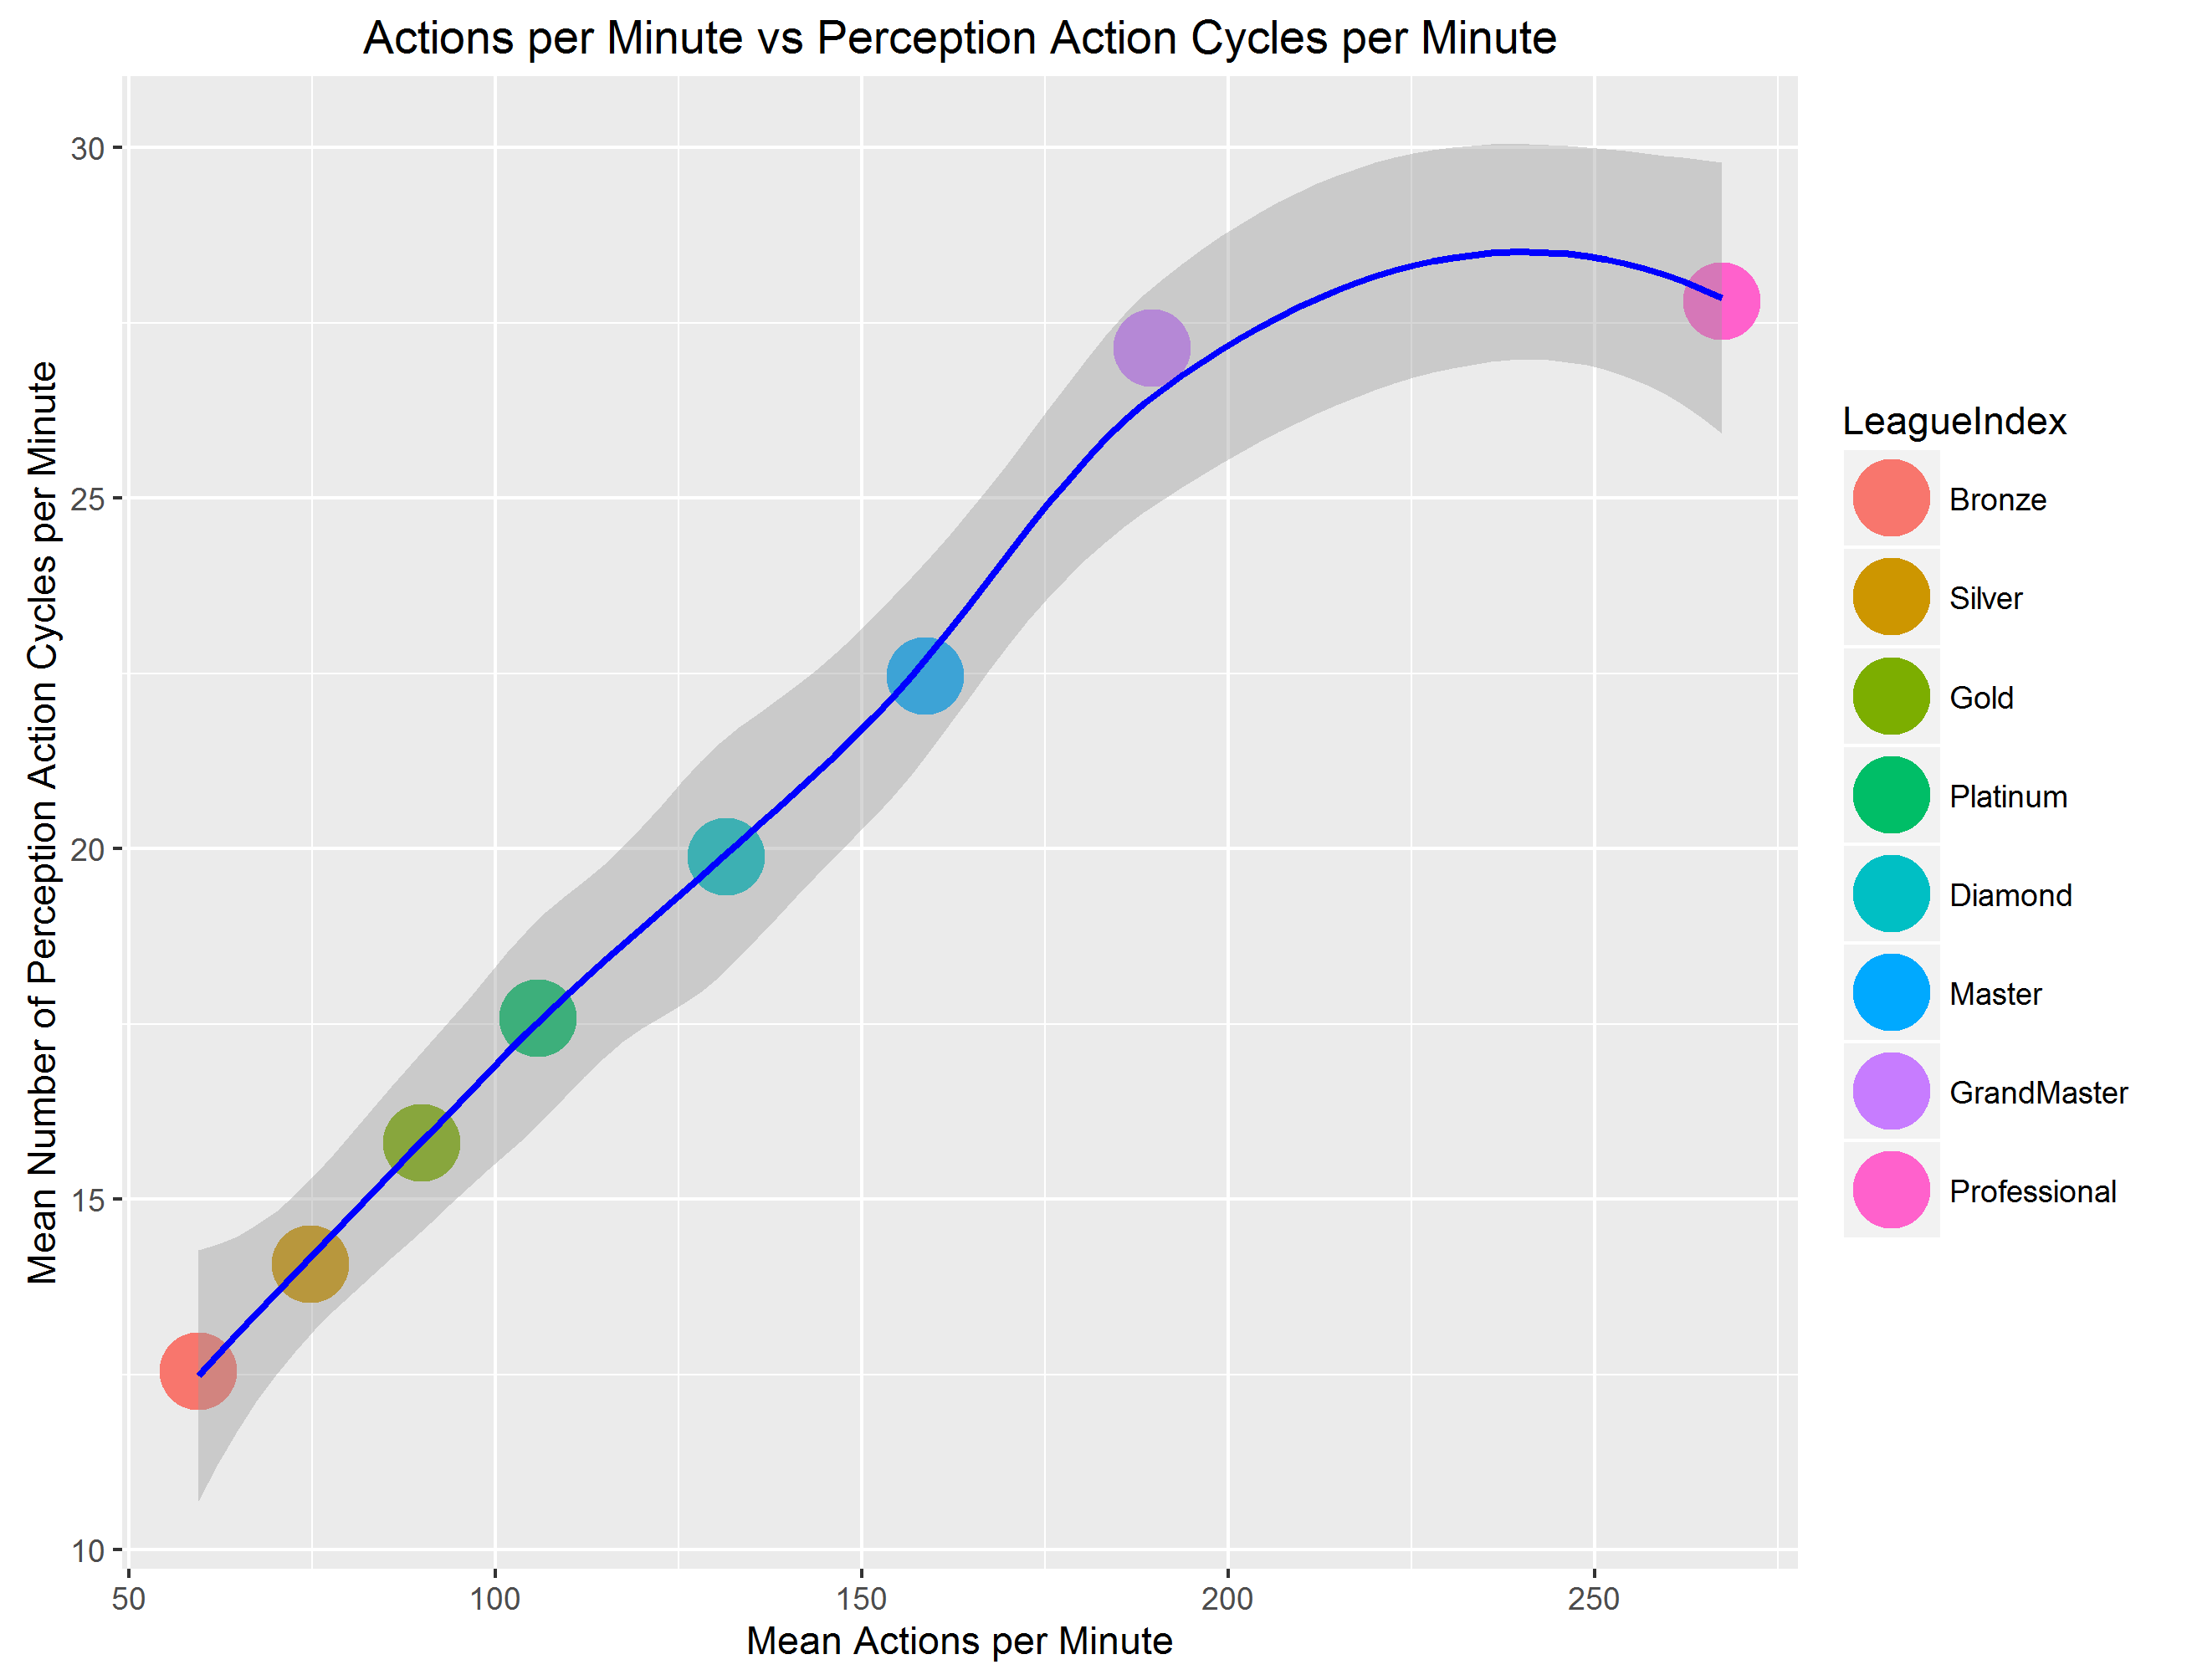 Actions per Minute vs Perception Action Cycles per Minute
Mean Number of Perception Action Cycles per Minute
30
25
20
15
10
50 100 150 200 250
Mean Actions per Minute
LeagueIndex
Bronze
Silver
Gold
Platinum
Diamond
Master
GrandMaster
Professional